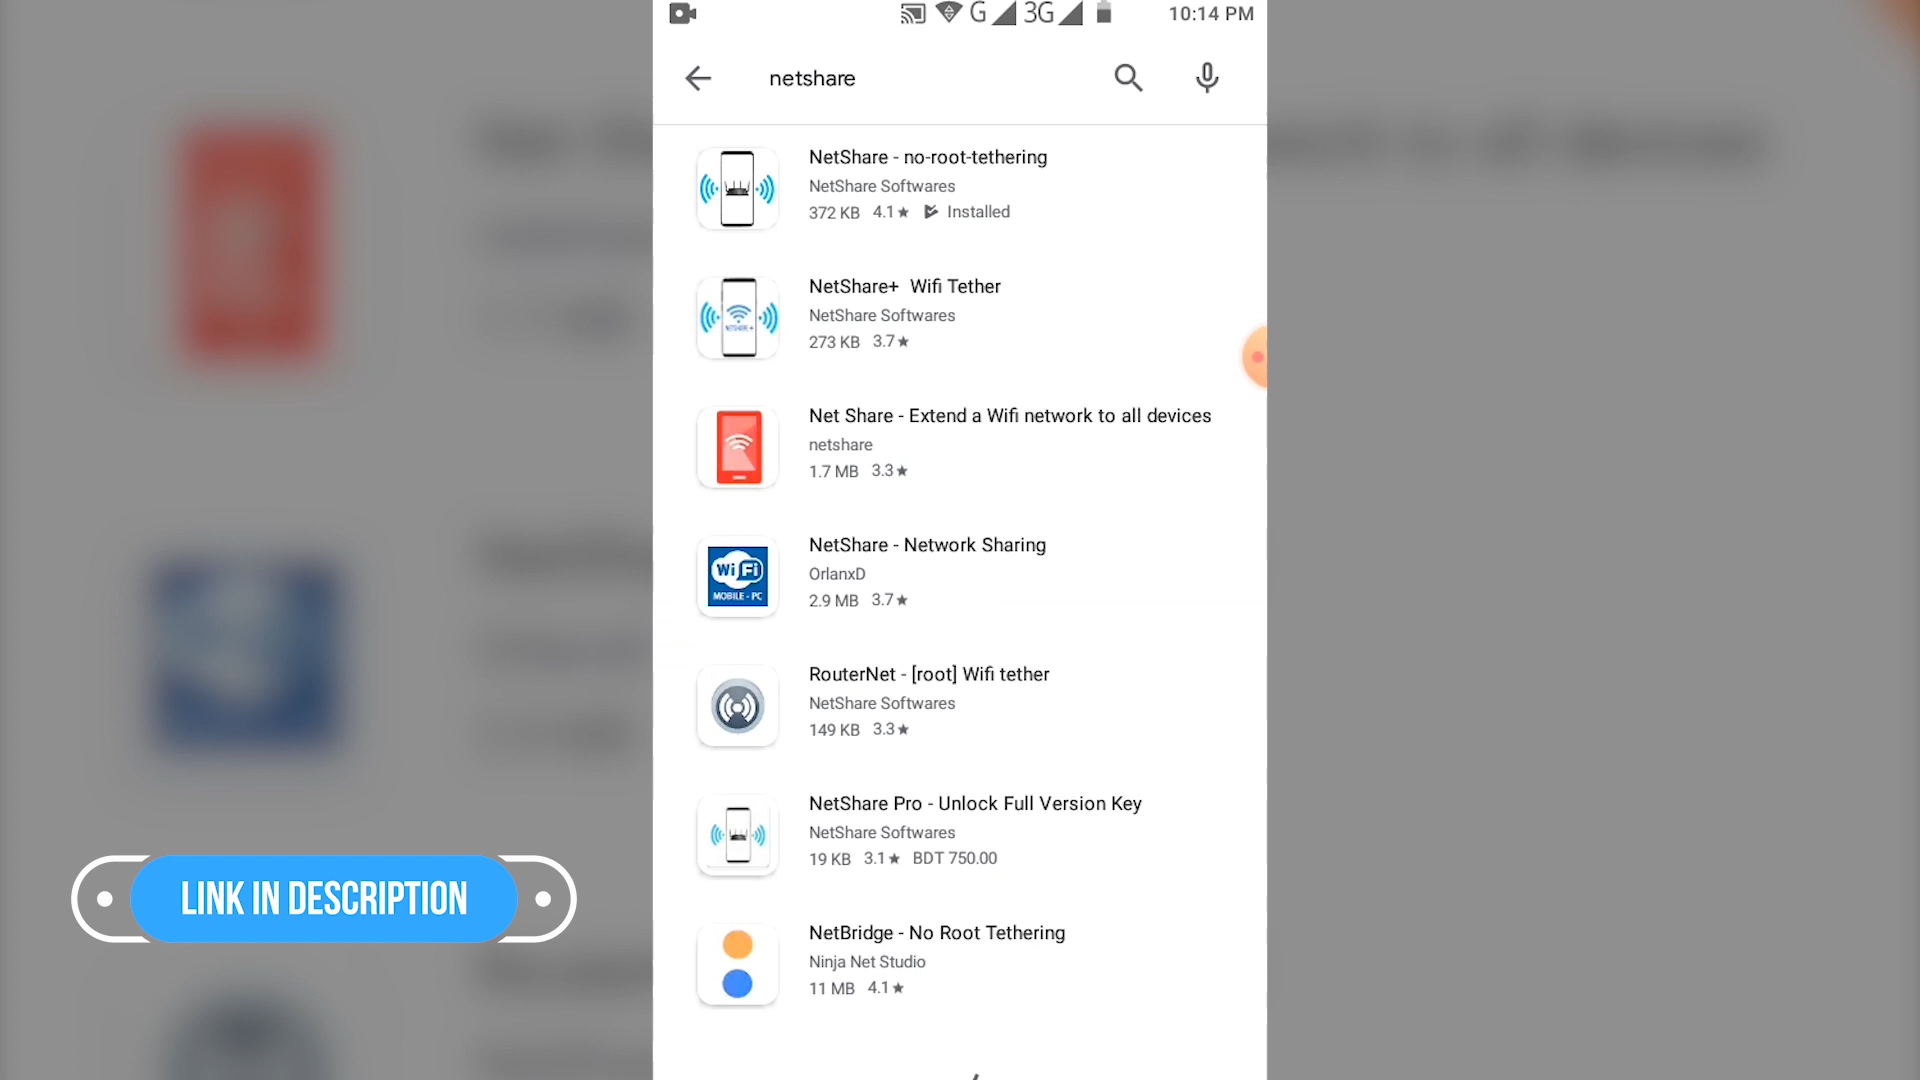 G 3G 10:14 PM
netshare
NetShare - no-root-tethering
NetShare Softwares
372 KB 4.1★ Installed
NetShare+ Wifi Tether
NetShare Softwares
273 KB 3.7★
Net Share - Extend a Wifi network to all devices
netshare
1.7 MB 3.3★
WiFi
MOBILE - PC
NetShare - Network Sharing
OrlanxD
2.9 MB 3.7★
RouterNet - [root] Wifi tether
NetShare Softwares
149 KB 3.3★
NetShare Pro - Unlock Full Version Key
NetShare Softwares
19 KB 3.1★ BDT 750.00
LINK IN DESCRIPTION
NetBridge - No Root Tethering
Ninja Net Studio
11 MB 4.1★